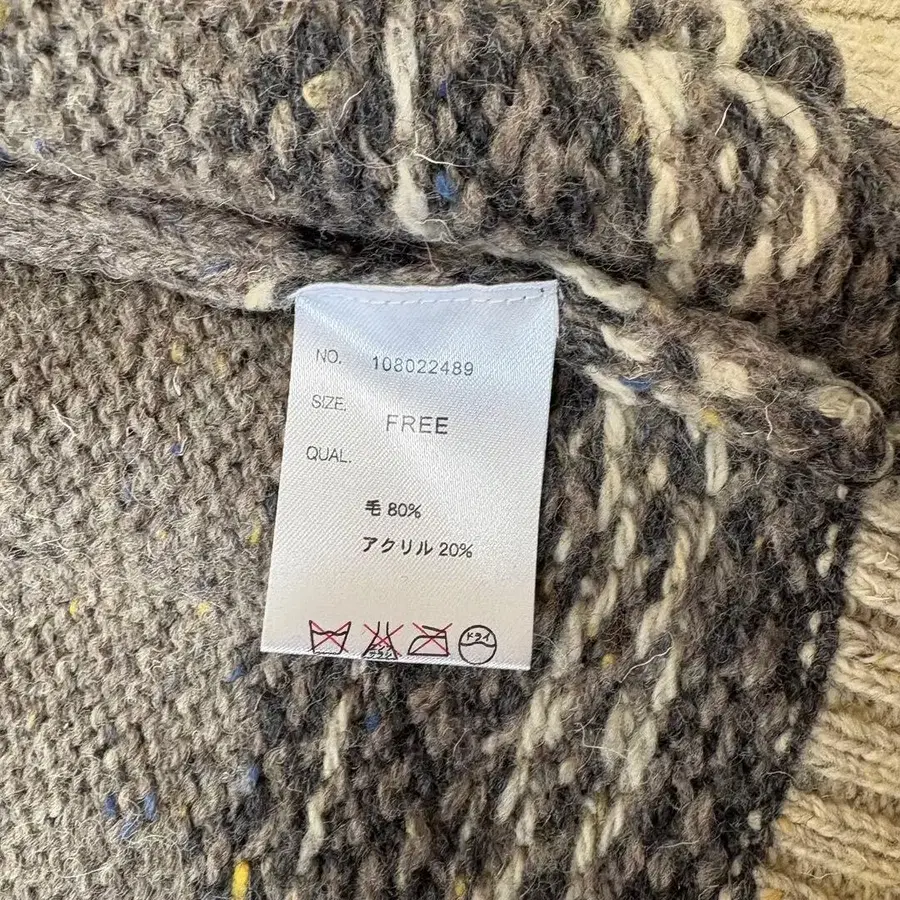 NO. 108022489
SIZE. FREE
QUAL.
毛 80%
アクリル 20%
ドライ